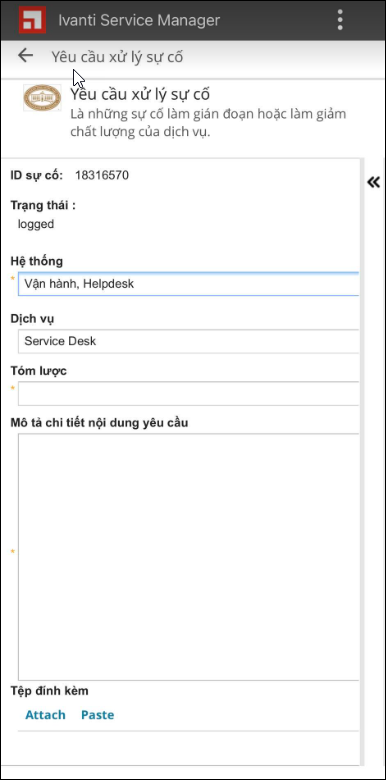 Ivanti Service Manager
Yêu cầu xử lý sự cố
Yêu cầu xử lý sự cố
Là những sự cố làm gián đoạn hoặc làm giảm
chất lượng của dịch vụ.
ID sự cố: 18316570
Trạng thái :
logged
Hệ thống
* Vận hành, Helpdesk
Dịch vụ
Service Desk
Tóm lược
*
Mô tả chi tiết nội dung yêu cầu
*
Tệp đính kèm
Attach Paste